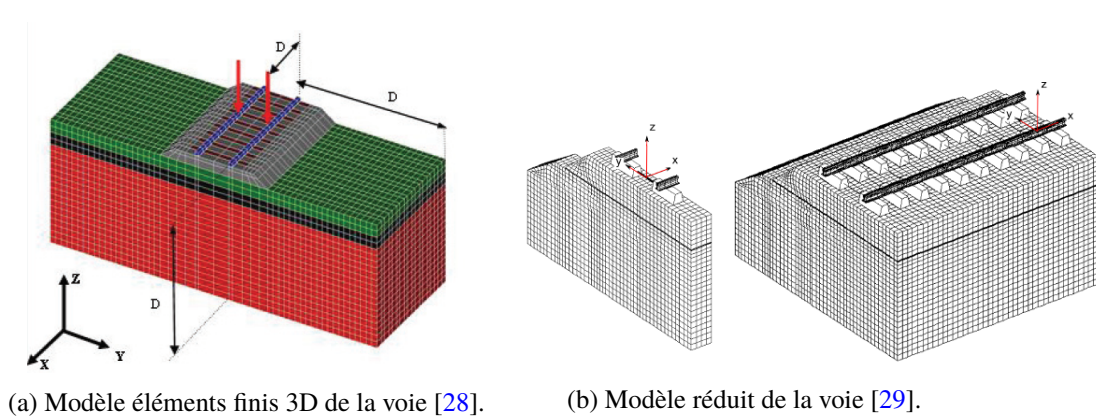 D
D
D
Z
X
Y
z
y
x
z
y
x
(a) Modèle éléments finis 3D de la voie [28].
(b) Modèle réduit de la voie [29].